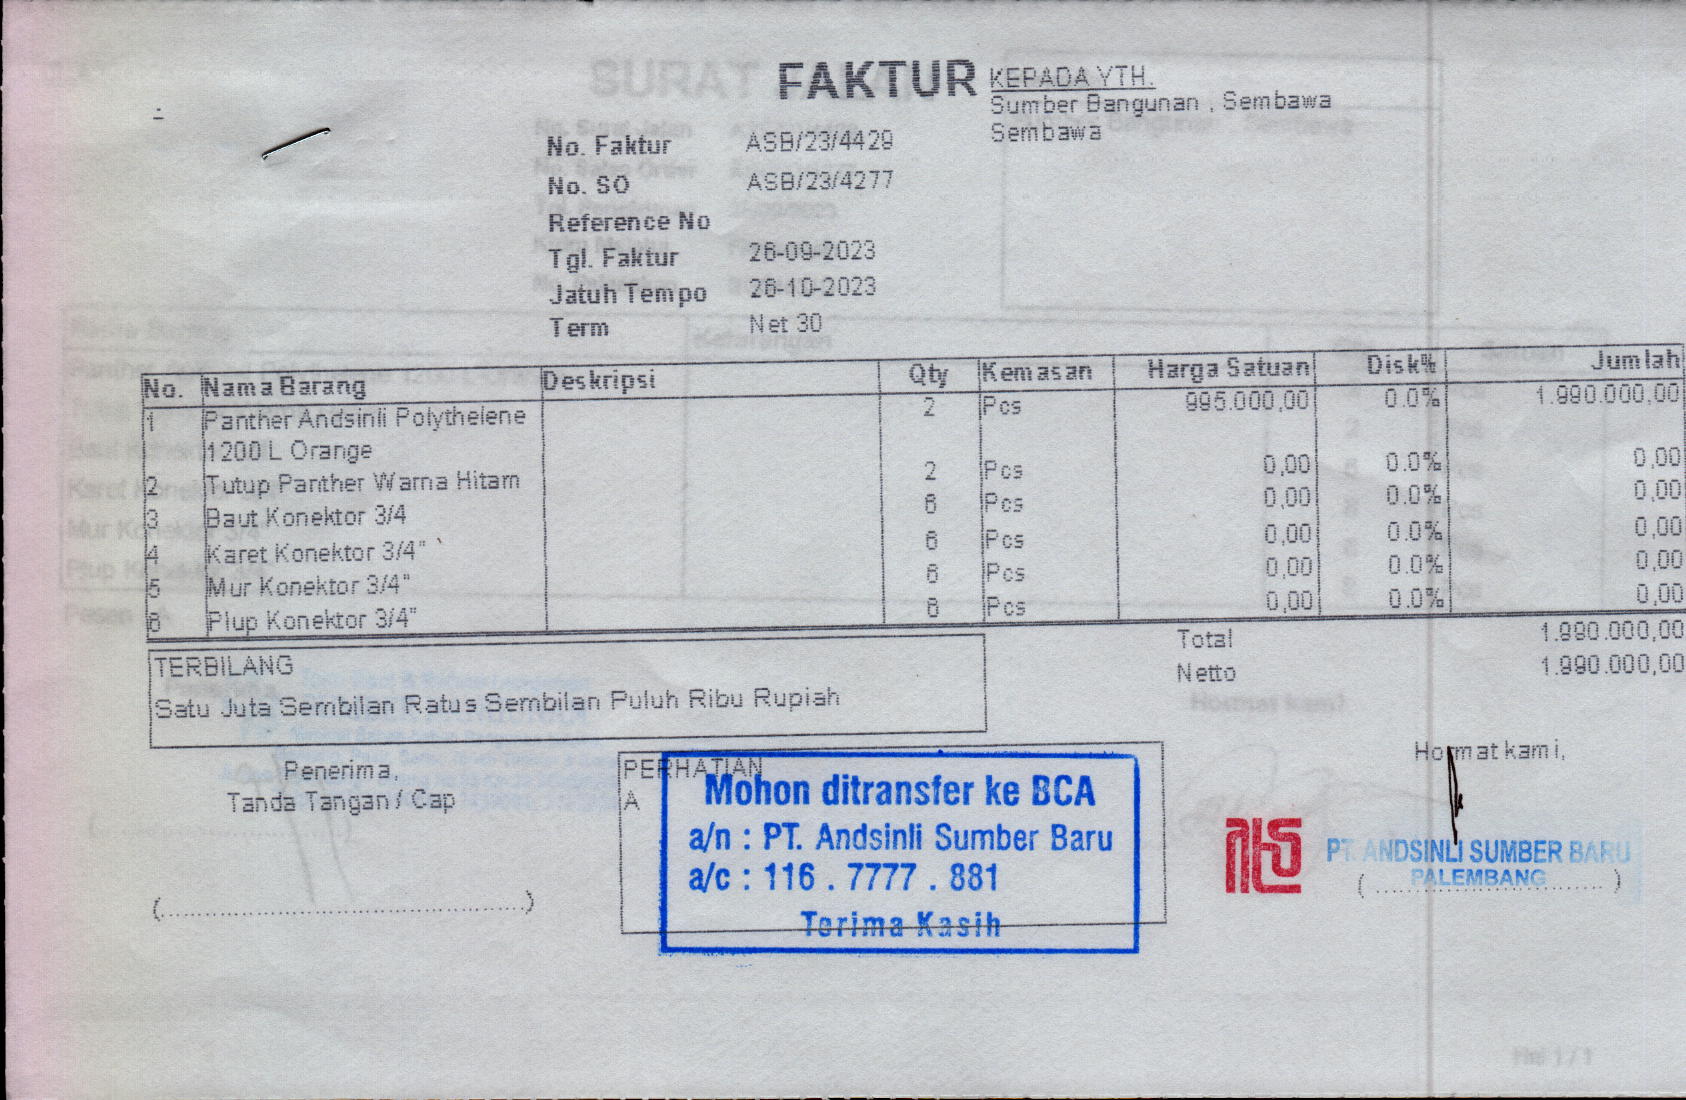 FAKTUR
KEPADA YTH.
Sumber Bangunan , Sembawa
Sembawa
No. Faktur ASB/23/4429
No. SO ASB/23/4277
Reference No
Tgl. Faktur 26-09-2023
Jatuh Tempo 26-10-2023
Term Net 30
No. Nama Barang Deskripsi Qty Kemasan Harga Satuan Disk% Jumlah
1 Panther Andsinli Polythelene 2 Pcs 995.000,00 0.0% 1.990.000,00
1200 L Orange
2 Tutup Panther Warna Hitam 2 Pcs 0,00 0.0% 0,00
3 Baut Konektor 3/4 6 Pcs 0,00 0.0% 0,00
4 Karet Konektor 3/4" 6 Pcs 0,00 0.0% 0,00
5 Mur Konektor 3/4" 6 Pcs 0,00 0.0% 0,00
6 Plup Konektor 3/4" 6 Pcs 0,00 0.0% 0,00
Total 1.990.000,00
Netto 1.990.000,00
TERBILANG
Satu Juta Sembilan Ratus Sembilan Puluh Ribu Rupiah
Penerima,
Tanda Tangan / Cap
(....................................................)
PERHATIAN
A
Mohon ditransfer ke BCA
a/n : PT. Andsinli Sumber Baru
a/c : 116 . 7777 . 881
Terima Kasih
Hormat kami,
PT. ANDSINLI SUMBER BARU
PALEMBANG
( ................................. )
Hal 1 / 1